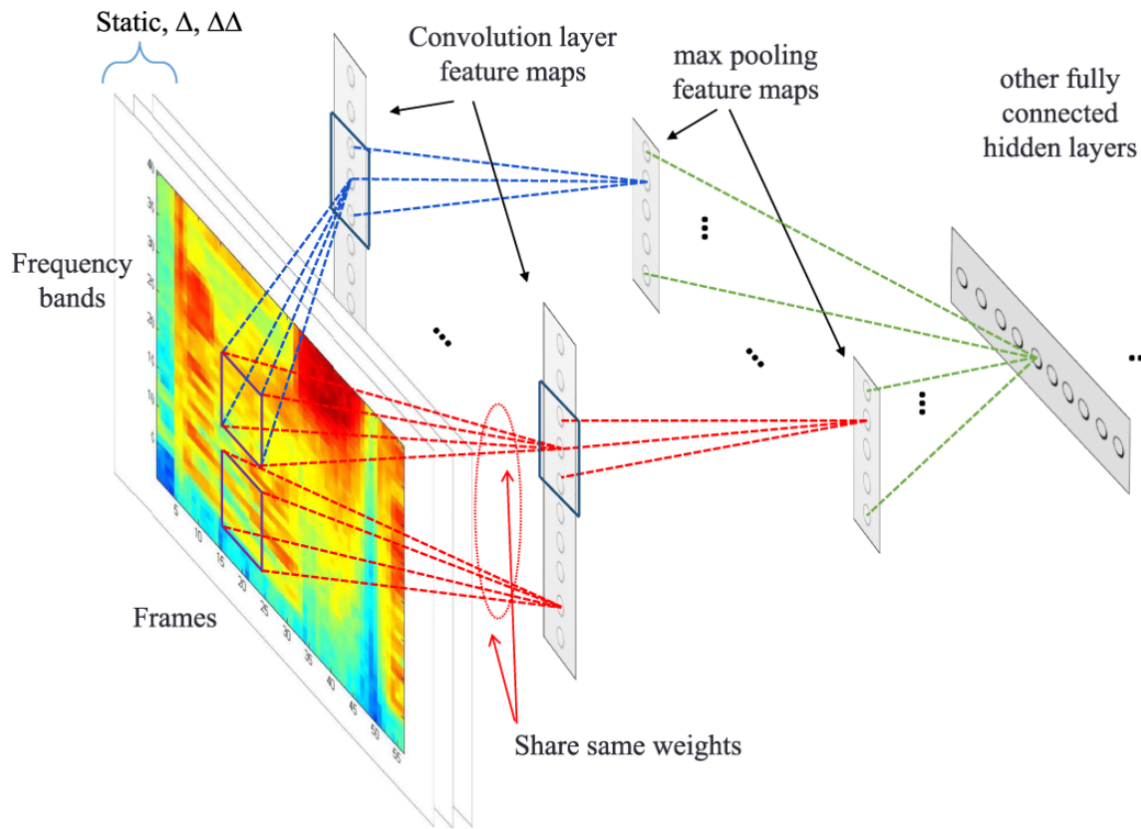 Static, Δ, ΔΔ
Convolution layer
feature maps
max pooling
feature maps
other fully
connected
hidden layers
Frequency
bands
Frames
5
10
15
20
25
30
35
40
45
50
55
Share same weights